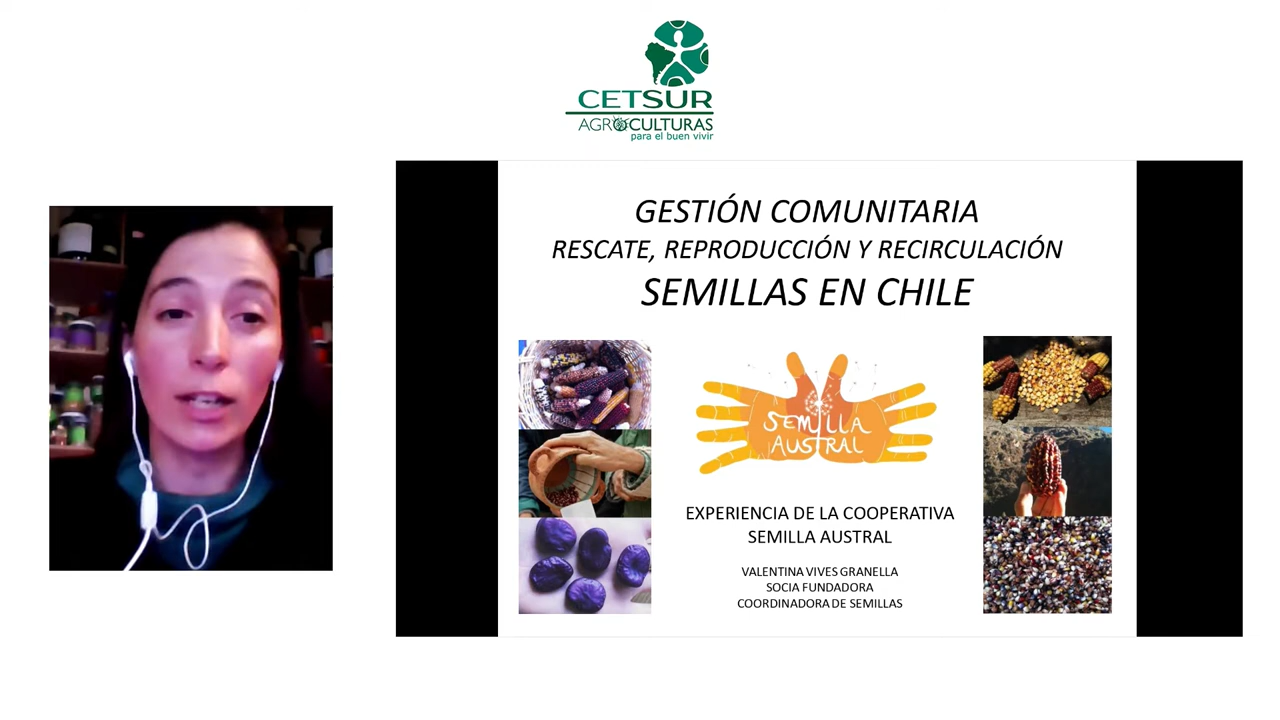 CETSUR
AGROCULTURAS
para el buen vivir
GESTIÓN COMUNITARIA
RESCATE, REPRODUCCIÓN Y RECIRCULACIÓN
SEMILLAS EN CHILE
SEMILLA
AUSTRAL
EXPERIENCIA DE LA COOPERATIVA
SEMILLA AUSTRAL
VALENTINA VIVES GRANELLA
SOCIA FUNDADORA
COORDINADORA DE SEMILLAS